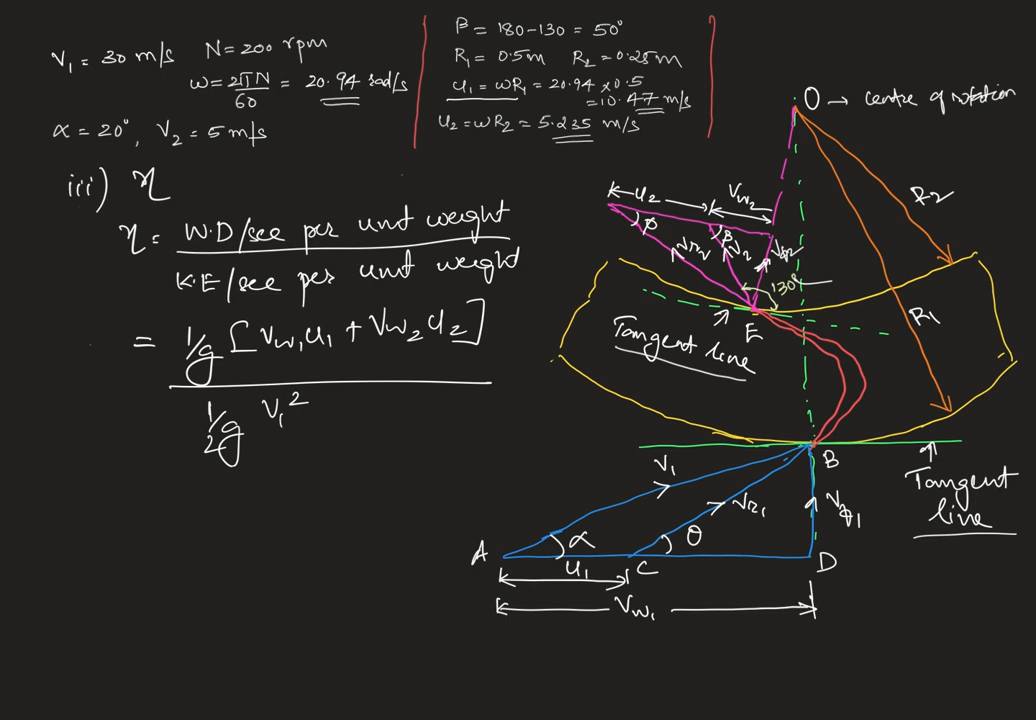 V₁ = 30 m/s N = 200 rpm
ω = 2πN/60 = 20.94 rad/s
α = 20°, V₂ = 5 m/s
β = 180-130 = 50°
R₁ = 0.5m R₂ = 0.25m
u₁ = ωR₁ = 20.94 × 0.5
= 10.47 m/s
u₂ = ωR₂ = 5.235 m/s
iii) η
η = W.D/sec per unit weight
K.E/sec per unit weight
= 1/g [Vw₁u₁ + Vw₂u₂]
1/2g V₁²
O → centre of rotation
R₂
R₁
u₂
Vw₂
φ
β
Vr₂
V₂
Vf₂
130°
E
Tangent line
B
V₁
Vr₁
Vf₁
Tangent
line
A
α
θ
u₁
C
D
Vw₁